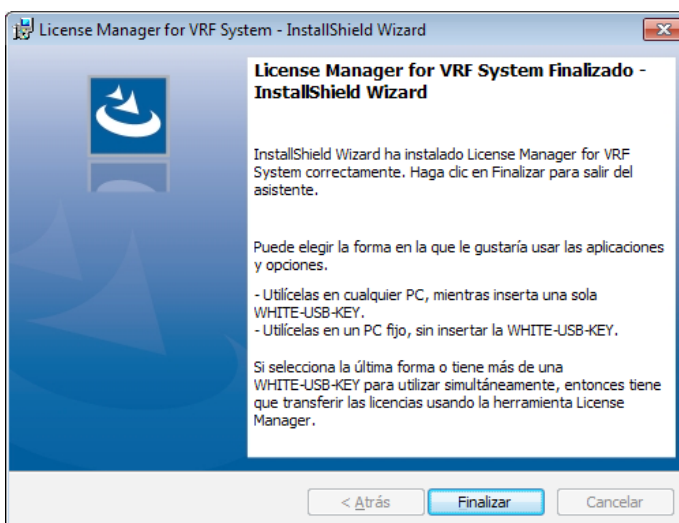 License Manager for VRF System - InstallShield Wizard
License Manager for VRF System Finalizado -
InstallShield Wizard
InstallShield Wizard ha instalado License Manager for VRF
System correctamente. Haga clic en Finalizar para salir del
asistente.
Puede elegir la forma en la que le gustaría usar las aplicaciones
y opciones.
- Utilícelas en cualquier PC, mientras inserta una sola
WHITE-USB-KEY.
- Utilícelas en un PC fijo, sin insertar la WHITE-USB-KEY.
Si selecciona la última forma o tiene más de una
WHITE-USB-KEY para utilizar simultáneamente, entonces tiene
que transferir las licencias usando la herramienta License
Manager.
< Atrás
Finalizar
Cancelar